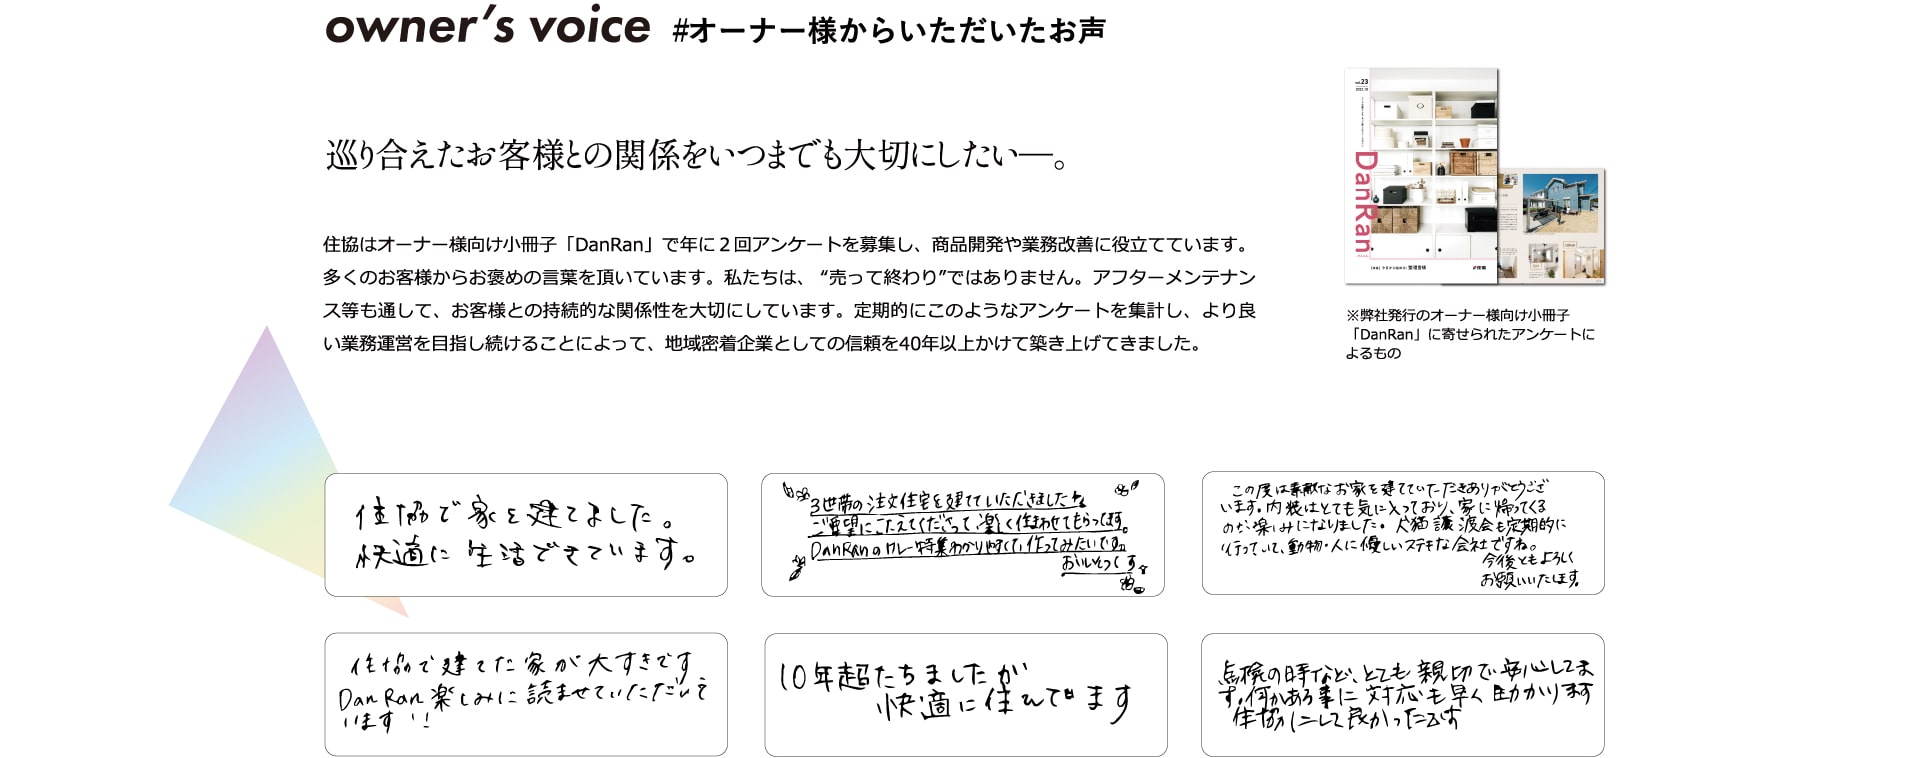 owner's voice #オーナー様からいただいたお声
巡り合えたお客様との関係をいつまでも大切にしたい―。
住協はオーナー様向け小冊子「DanRan」で年に２回アンケートを募集し、商品開発や業務改善に役立てています。
多くのお客様からお褒めの言葉を頂いています。私たちは、“売って終わり”ではありません。アフターメンテナン
ス等も通して、お客様との持続的な関係性を大切にしています。定期的にこのようなアンケートを集計し、より良
い業務運営を目指し続けることによって、地域密着企業としての信頼を40年以上かけて築き上げてきました。
vol.23
2022.10
DanRan
整理整頓
※弊社発行のオーナー様向け小冊子
「DanRan」に寄せられたアンケートに
よるもの
住協で家を建てました。
快適に生活できています。
3世帯の注文住宅を建てていただきました
ご要望にこたえてくださって、楽しく住まわせてもらってます。
DanRanのカレー特集わかりやすくて、作ってみたいです。
おいしそうです
この度は素敵なお家を建てていただきありがとうござ
います。内装はとても気に入っており、家に帰ってくる
のが楽しみになりました。犬猫譲渡会も定期的に
行っていて、動物・人に優しいステキな会社ですね。
今後ともよろしく
お願いいたします。
住協で建てた家が大すきです
DanRan楽しみに読ませていただいて
います!!
10年超たちましたが
快適に住んでいます
点検の時など、とても親切で安心してま
す。何かある事に対応も早く助かります
住協にして良かったです